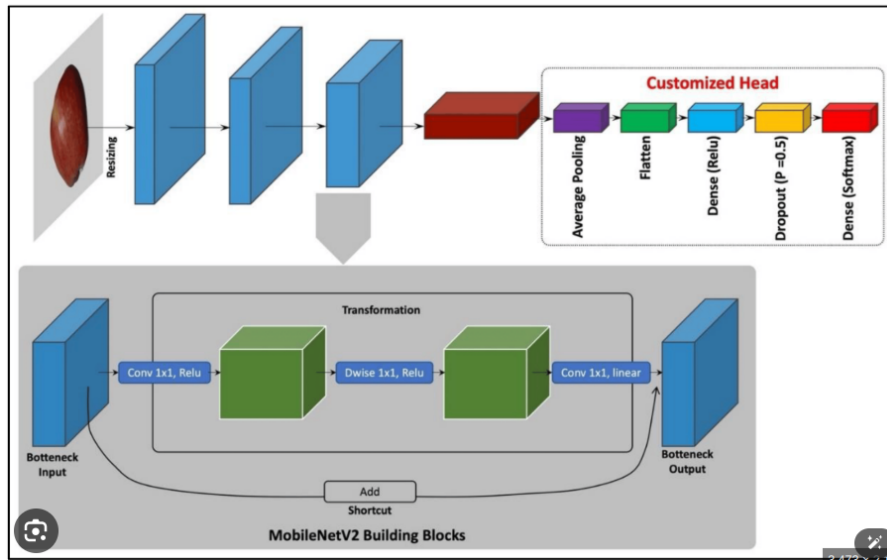 Customized Head
Resizing
Average Pooling
Flatten
Dense (Relu)
Dropout (P =0.5)
Dense (Softmax)
Transformation
Conv 1x1, Relu
Dwise 1x1, Relu
Conv 1x1, linear
Botteneck
Input
Botteneck
Output
Add
Shortcut
MobileNetV2 Building Blocks